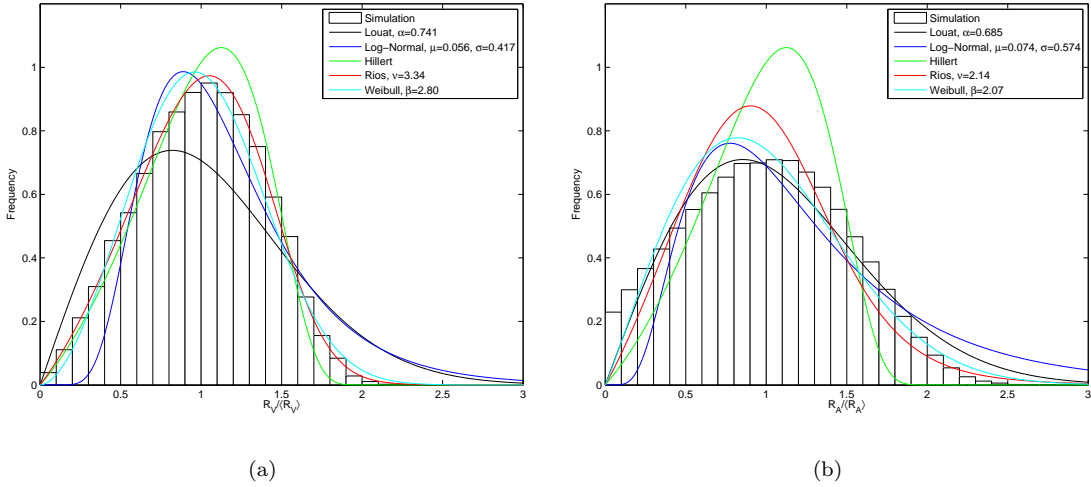 Simulation
Louat, α=0.741
Log−Normal, μ=0.056, σ=0.417
Hillert
Rios, ν=3.34
Weibull, β=2.80
Frequency
1
0.8
0.6
0.4
0.2
0
0 0.5 1 1.5 2 2.5 3
R_V/⟨R_V⟩
(a)
Simulation
Louat, α=0.685
Log−Normal, μ=0.074, σ=0.574
Hillert
Rios, ν=2.14
Weibull, β=2.07
Frequency
1
0.8
0.6
0.4
0.2
0
0 0.5 1 1.5 2 2.5 3
R_A/⟨R_A⟩
(b)